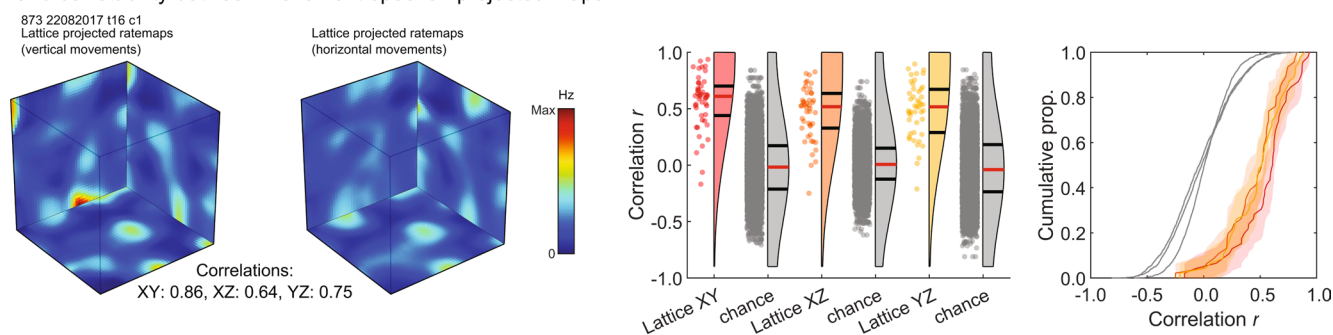 873 22082017 t16 c1
Lattice projected ratemaps
(vertical movements)
Lattice projected ratemaps
(horizontal movements)
Hz
Max
0
Correlations:
XY: 0.86, XZ: 0.64, YZ: 0.75
Correlation r
1.0
0.5
0.0
-0.5
-1.0
Lattice XY
chance
Lattice XZ
chance
Lattice YZ
chance
Cumulative prop.
1.0
0.8
0.6
0.4
0.2
0.0
-1.0
-0.5
0.0
0.5
1.0
Correlation r